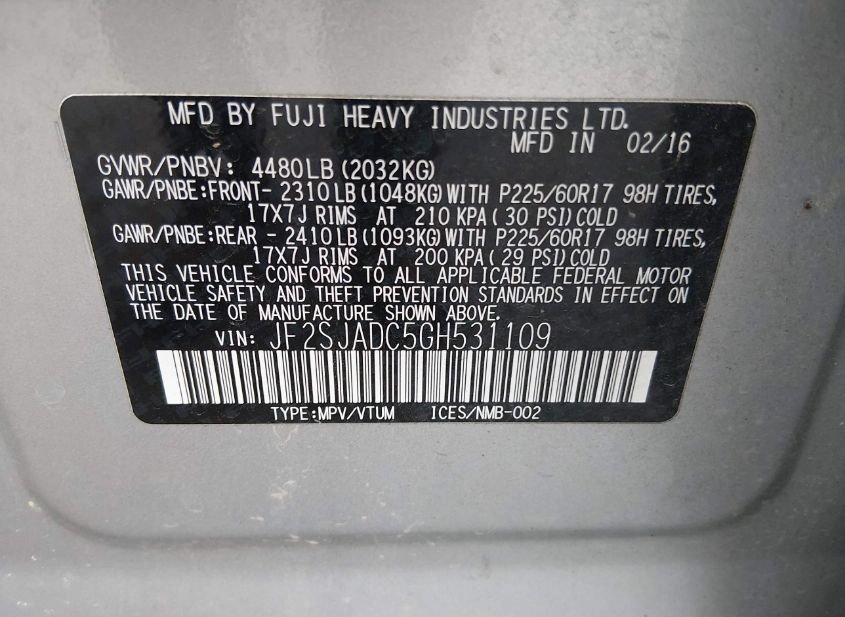 MFD BY FUJI HEAVY INDUSTRIES LTD.
MFD IN 02/16
GVWR/PNBV: 4480LB (2032KG)
GAWR/PNBE:FRONT- 2310LB (1048KG) WITH P225/60R17 98H TIRES,
17X7J RIMS AT 210 KPA( 30 PSI)COLD
GAWR/PNBE:REAR - 2410LB (1093KG) WITH P225/60R17 98H TIRES,
17X7J RIMS AT 200 KPA( 29 PSI)COLD
THIS VEHICLE CONFORMS TO ALL APPLICABLE FEDERAL MOTOR
VEHICLE SAFETY AND THEFT PREVENTION STANDARDS IN EFFECT ON
THE DATE OF MANUFACTURE SHOWN ABOVE.
VIN: JF2SJADC5GH531109
TYPE:MPV/VTUM ICES/NMB-002